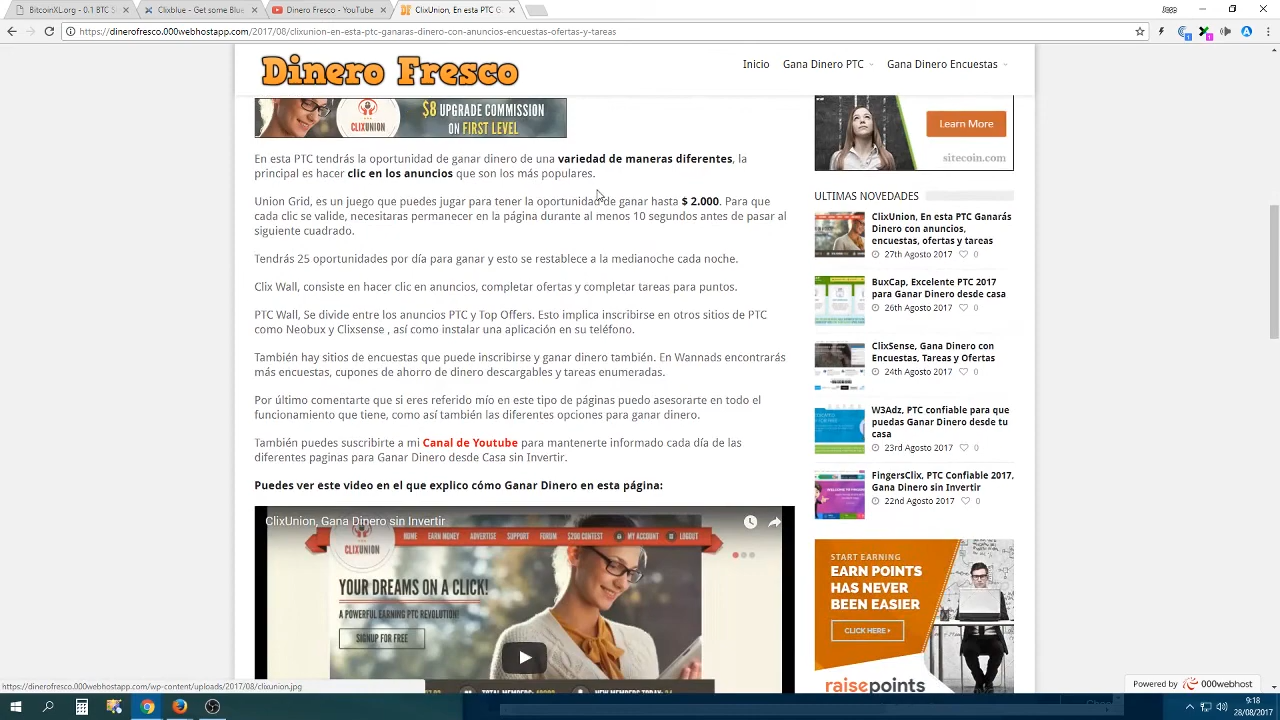 BitcoinXL.org - 0.1 BTC S
Clixblue - Get some Blue
Dinero Fresco - YouTube
ClixUnion, En esta PTC G
https://dinerofresco.000webhostapp.com/2017/08/clixunion-en-esta-ptc-ganaras-dinero-con-anuncios-encuestas-ofertas-y-tareas
Dinero Fresco
Inicio
Gana Dinero PTC
Gana Dinero Encuestas
CLIXUNION
$8 UPGRADE COMMISSION
ON FIRST LEVEL
En esta PTC tendrás la oportunidad de ganar dinero de una variedad de maneras diferentes, la
principal es hacer clic en los anuncios que son los más populares.
Union Grid, es un juego que puedes jugar para tener la oportunidad de ganar hasta $ 2.000. Para que
cada clic se valide, necesitaras permanecer en la página durante al menos 10 segundos antes de pasar al
siguiente cuadrado.
Tendrás 25 oportunidades por día para ganar y esto se restablece a la medianoche cada noche.
Clix Wall, consiste en hacer clic en anuncios, completar ofertas y completar tareas para puntos.
PTC Wall se divide entre anuncios de PTC y Top Offers. Esto implica inscribirse en otros sitios de PTC
como Neobux y Clixsense, así como instalar una aplicación en su teléfono.
También hay sitios de encuestas que puede inscribirse y ganar dinero también. En Wannads encontrarás
más encuestas, cupones de ahorro de dinero descargables y tareas enumeradas.
Por último comentarte que si eres referido mío en este tipo de páginas puedo asesorarte en todo el
funcionamiento que tiene, como así también las diferentes opciones para ganar dinero.
También puedes suscribirte a mi Canal de Youtube para mantenerte informado cada día de las
diferentes páginas para Ganar Dinero desde Casa sin Invertir.
Puedes ver este video en el que explico cómo Ganar Dinero en esta página:
ClixUnion, Gana Dinero sin Invertir
CLIXUNION
HOME EARN MONEY ADVERTISE SUPPORT FORUM $200 CONTEST MY ACCOUNT LOGOUT
YOUR DREAMS ON A CLICK!
A POWERFUL EARNING PTC REVOLUTION!
SIGNUP FOR FREE
TOTAL MEMBERS:
NEW MEMBERS TODAY:
Learn More
sitecoin.com
ULTIMAS NOVEDADES
ClixUnion, En esta PTC Ganarás
Dinero con anuncios,
encuestas, ofertas y tareas
27th Agosto 2017 0
BuxCap, Excelente PTC 2017
para Ganar Dinero desde casa
26th Agosto 2017 0
ClixSense, Gana Dinero con
Encuestas, Tareas y Ofertas
24th Agosto 2017 0
W3Adz, PTC confiable para que
puedas Ganar Dinero desde tu
casa
23rd Agosto 2017 0
FingersClix, PTC Confiable 2017,
Gana Dinero sin Invertir
22nd Agosto 2017 0
START EARNING
EARN POINTS
HAS NEVER
BEEN EASIER
CLICK HERE
raisepoints
Powered by 000webhost
https://dinerofresco.000webhostapp.com/wp-content/uploads/2017/08/clixunion.jpg
9:18
28/08/2017